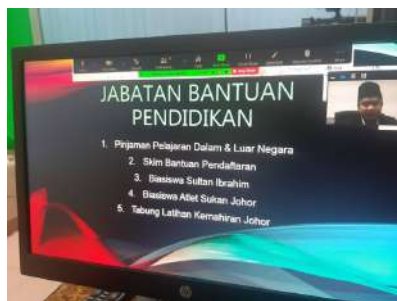 JABATAN BANTUAN
PENDIDIKAN
1. Pinjaman Pelajaran Dalam & Luar Negara
2. Skim Bantuan Pendaftaran
3. Biasiswa Sultan Ibrahim
4. Biasiswa Atlet Sukan Johor
5. Tabung Latihan Kemahiran Johor
hp